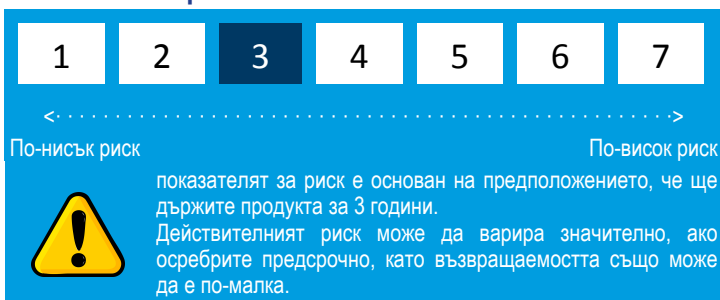 1 2 3 4 5 6 7
<· · · · · · · · · · · · · · · · · · · · · · · · · · · · · · · · · · · · · · · · · · · · · · · · · · · · · ·>
По-нисък риск По-висок риск
показателят за риск е основан на предположението, че ще
държите продукта за 3 години.
Действителният риск може да варира значително, ако
осребрите предсрочно, като възвращаемостта също може
да е по-малка.